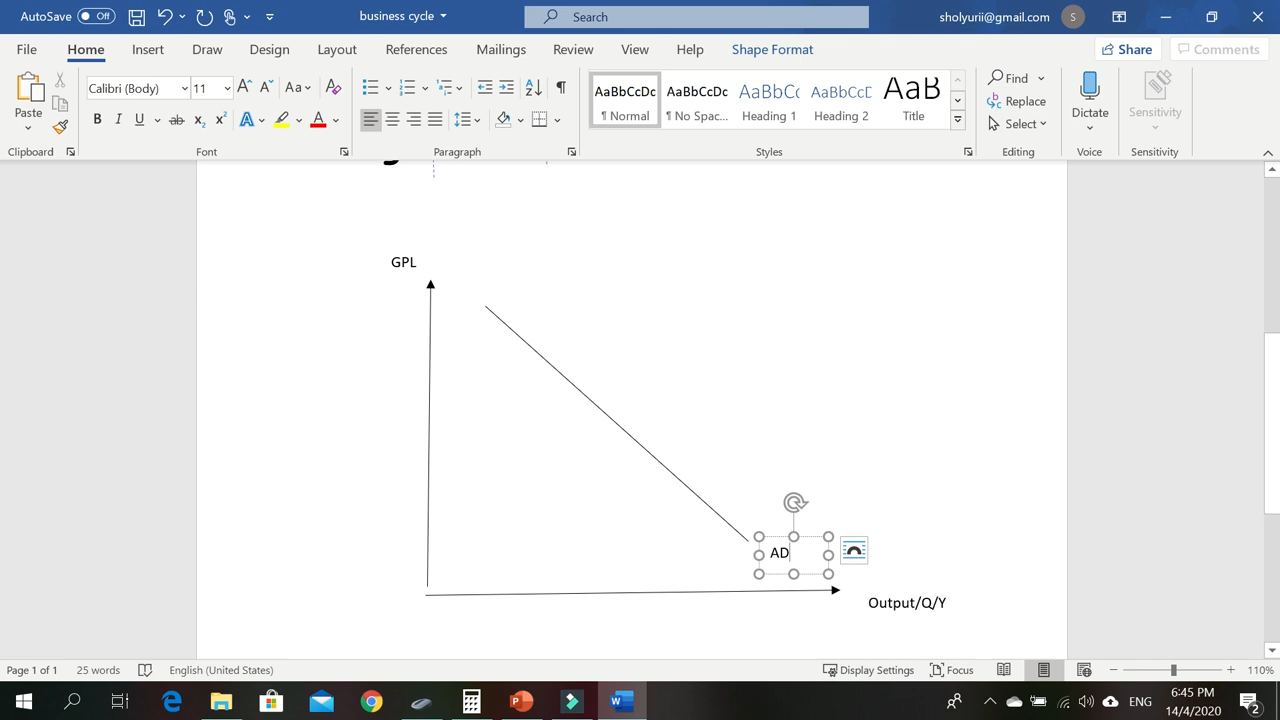 AutoSave Off business cycle Search sholyurii@gmail.com S
File Home Insert Draw Design Layout References Mailings Review View Help Shape Format Share Comments
Paste Calibri (Body) 11 Aa AaBbCcDc AaBbCcDc AaBbCc AaBbCcD AaB Find Replace Select Dictate Sensitivity
¶ Normal ¶ No Spac... Heading 1 Heading 2 Title
Clipboard Font Paragraph Styles Editing Voice Sensitivity
GPL
AD
Output/Q/Y
Page 1 of 1 25 words English (United States) Display Settings Focus 110%
ENG 6:45 PM
14/4/2020 2